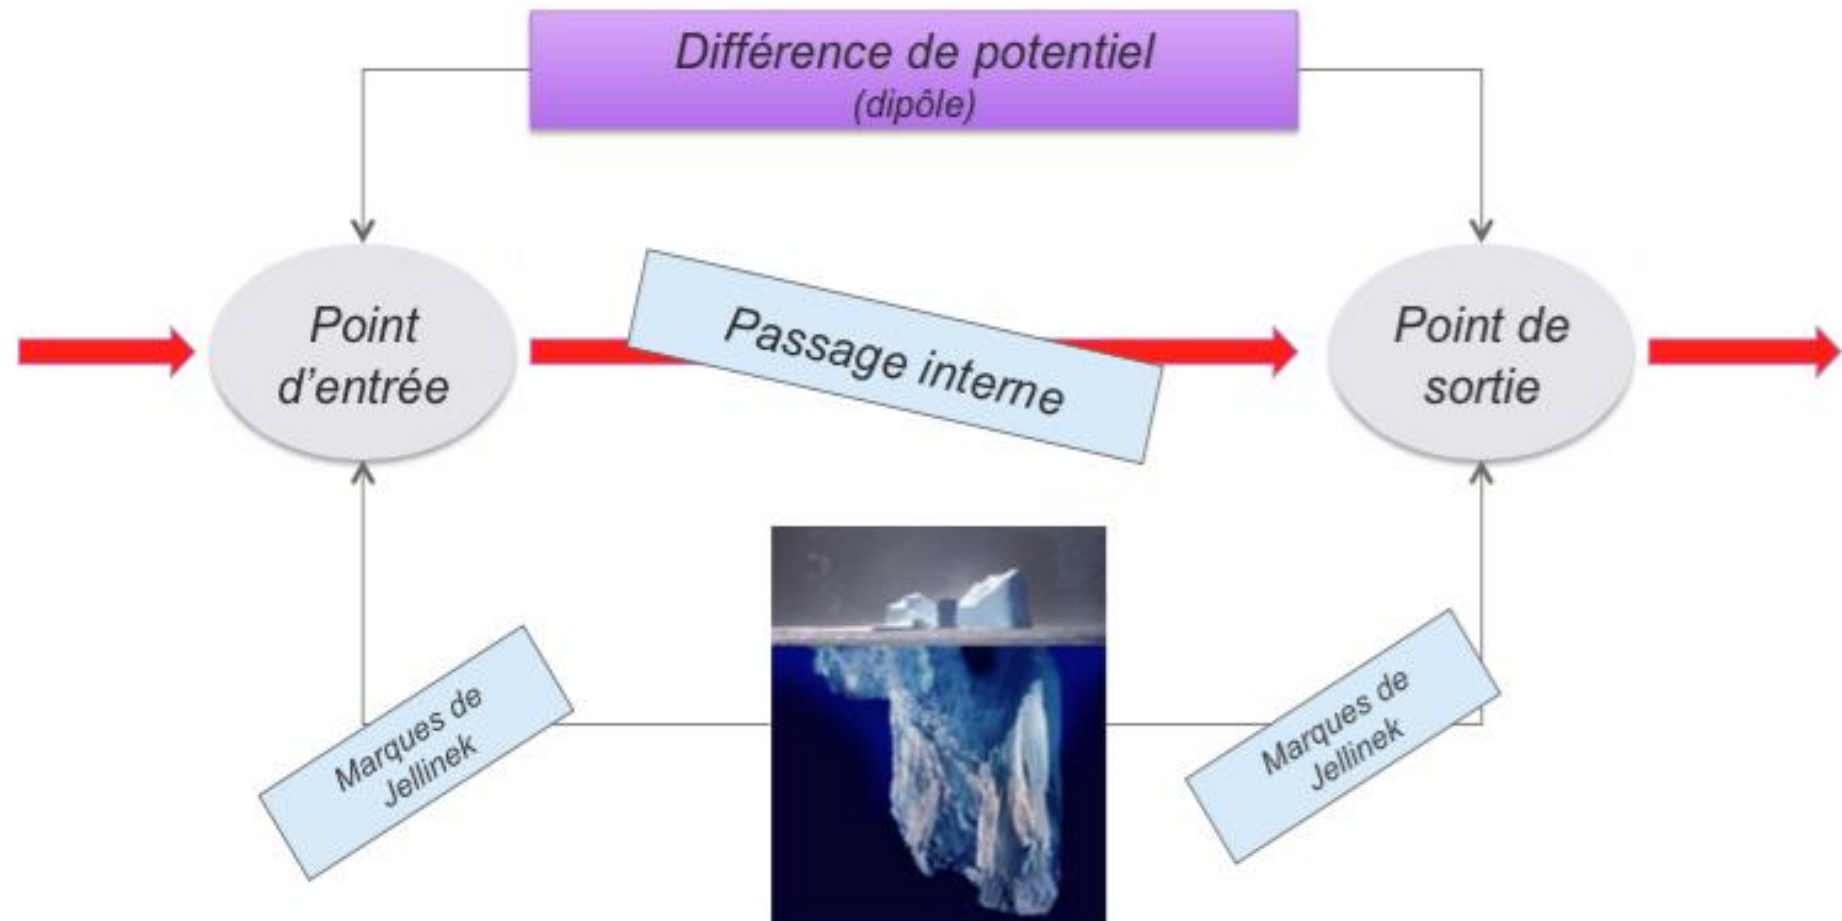 Différence de potentiel
(dipôle)
Point
d’entrée
Passage interne
Point de
sortie
Marques de
Jellinek
Marques de
Jellinek